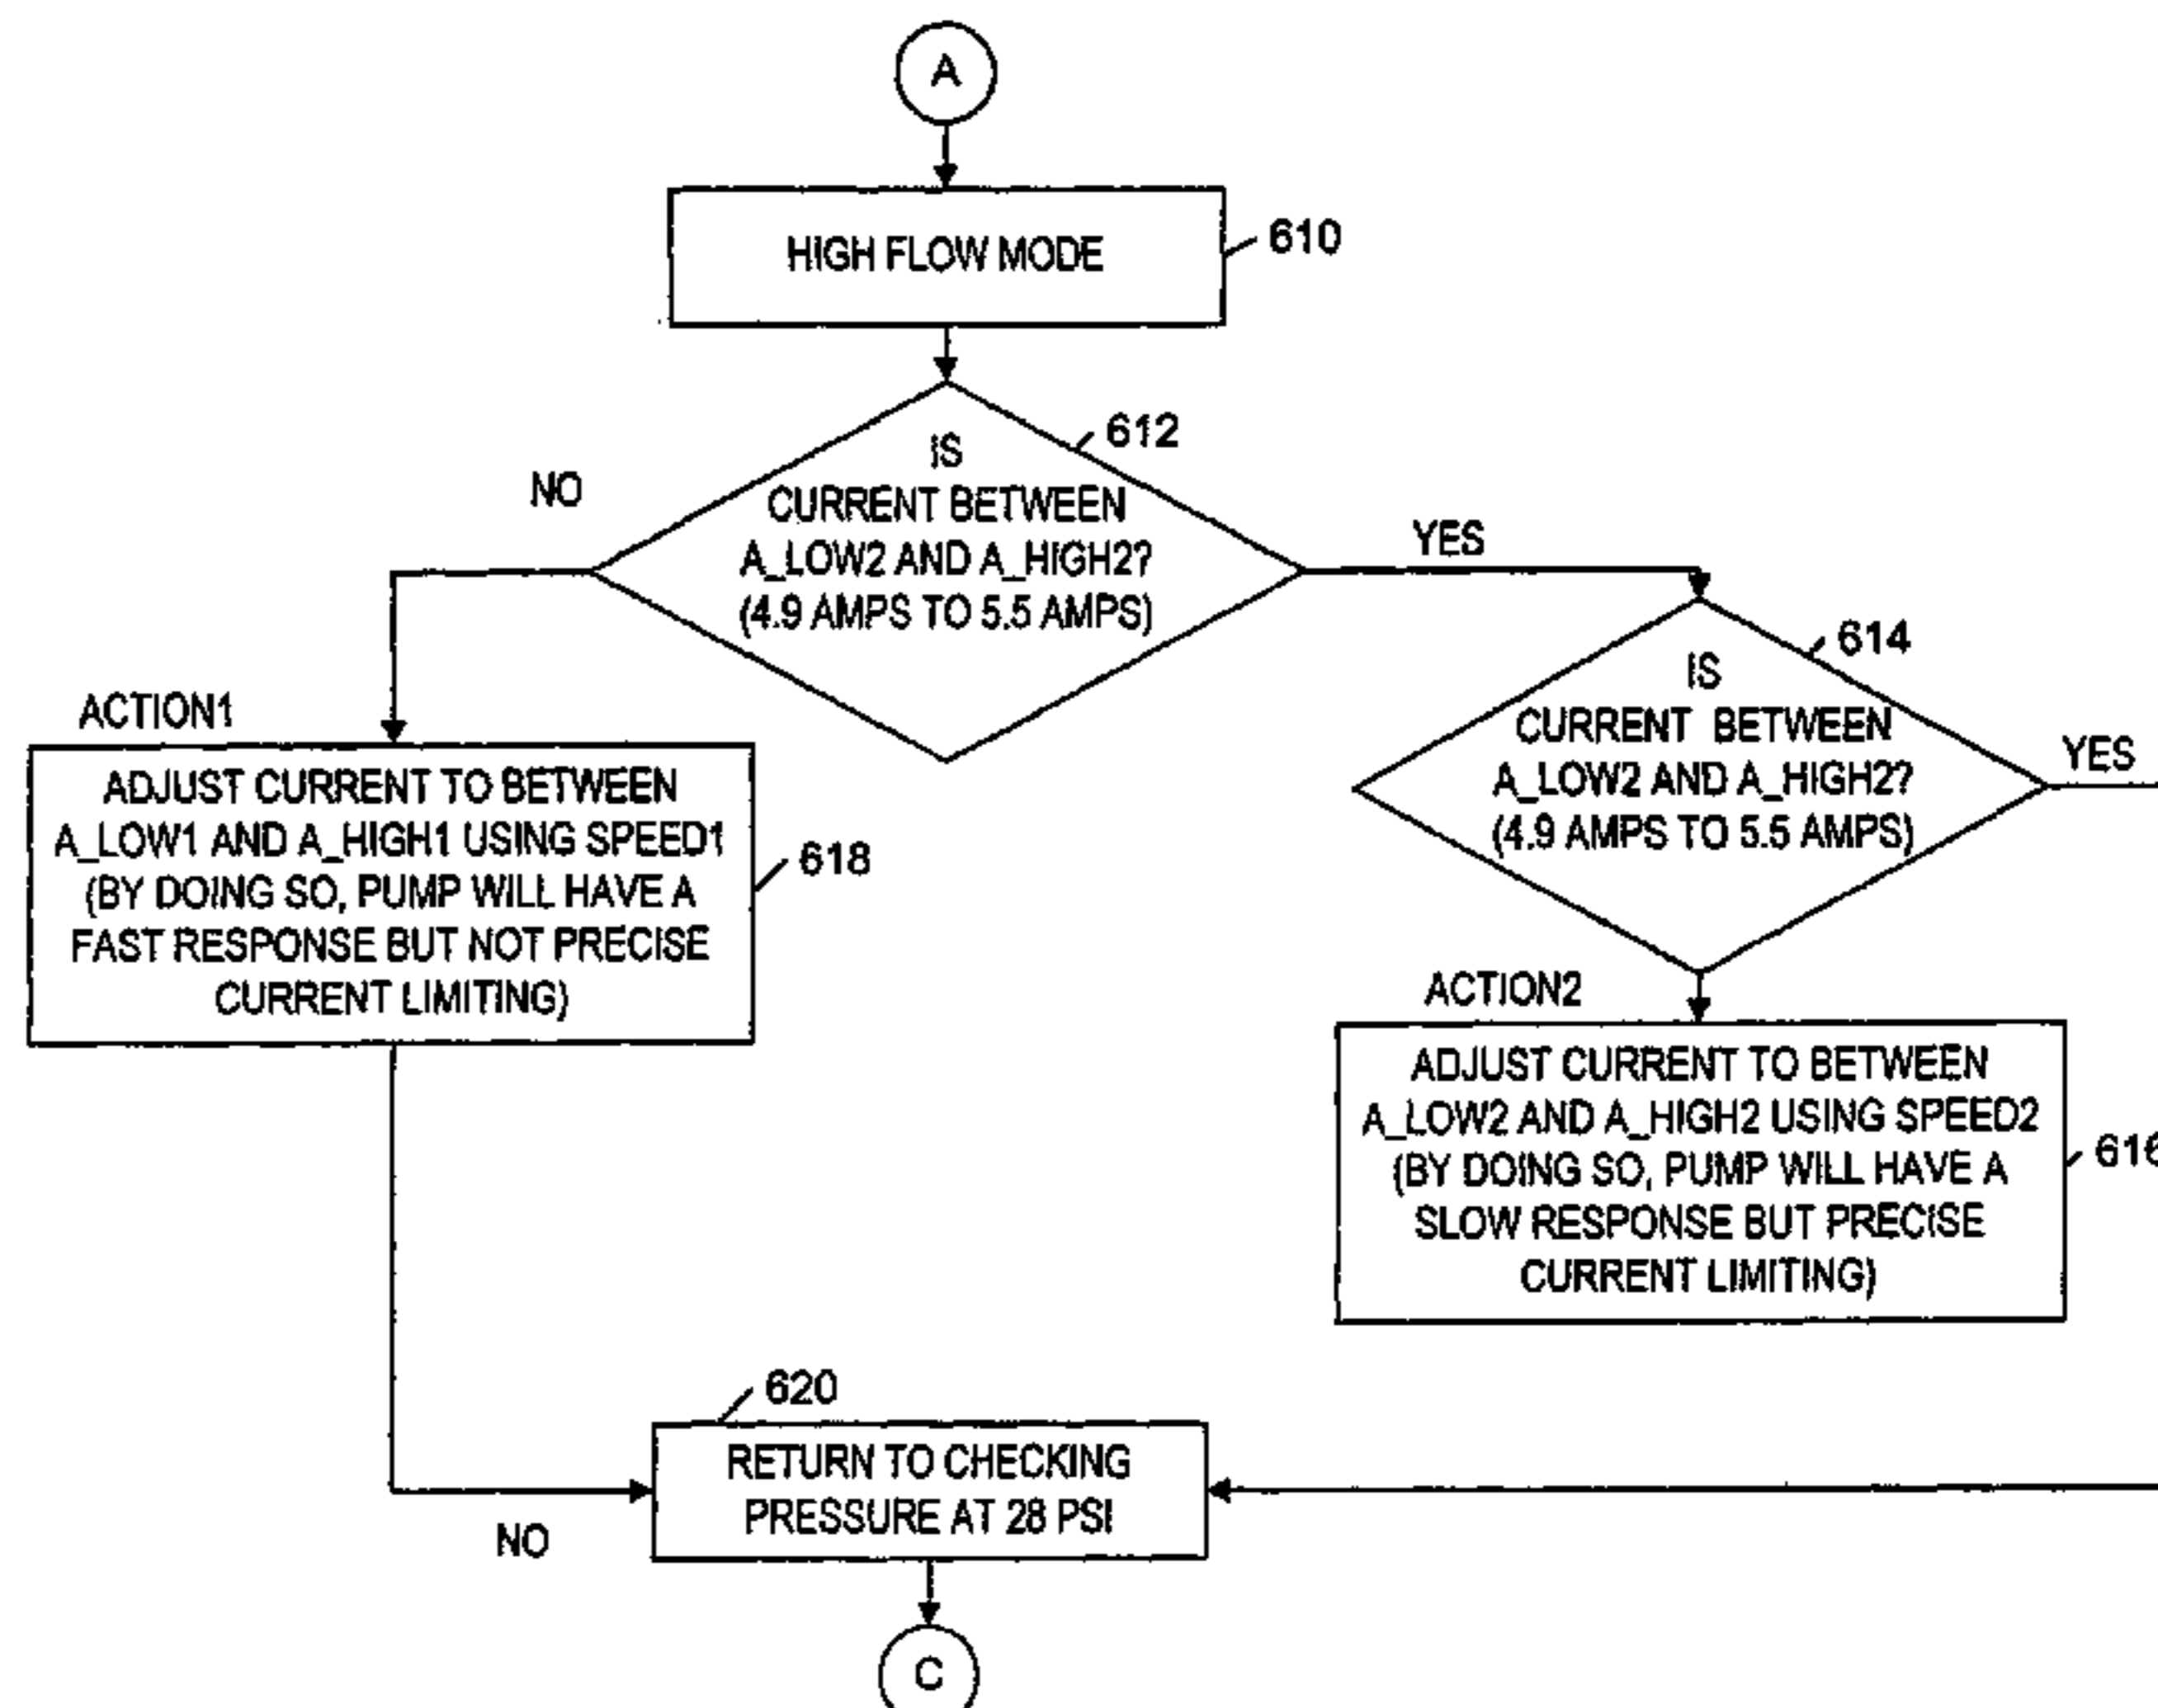 A
HIGH FLOW MODE
610
612
IS
CURRENT BETWEEN
A_LOW2 AND A_HIGH2?
(4.9 AMPS TO 5.5 AMPS)
NO
YES
614
IS
CURRENT BETWEEN
A_LOW2 AND A_HIGH2?
(4.9 AMPS TO 5.5 AMPS)
YES
ACTION1
ADJUST CURRENT TO BETWEEN
A_LOW1 AND A_HIGH1 USING SPEED1
(BY DOING SO, PUMP WILL HAVE A
FAST RESPONSE BUT NOT PRECISE
CURRENT LIMITING)
618
ACTION2
ADJUST CURRENT TO BETWEEN
A_LOW2 AND A_HIGH2 USING SPEED2
(BY DOING SO, PUMP WILL HAVE A
SLOW RESPONSE BUT PRECISE
CURRENT LIMITING)
616
620
RETURN TO CHECKING
PRESSURE AT 28 PSI
NO
C